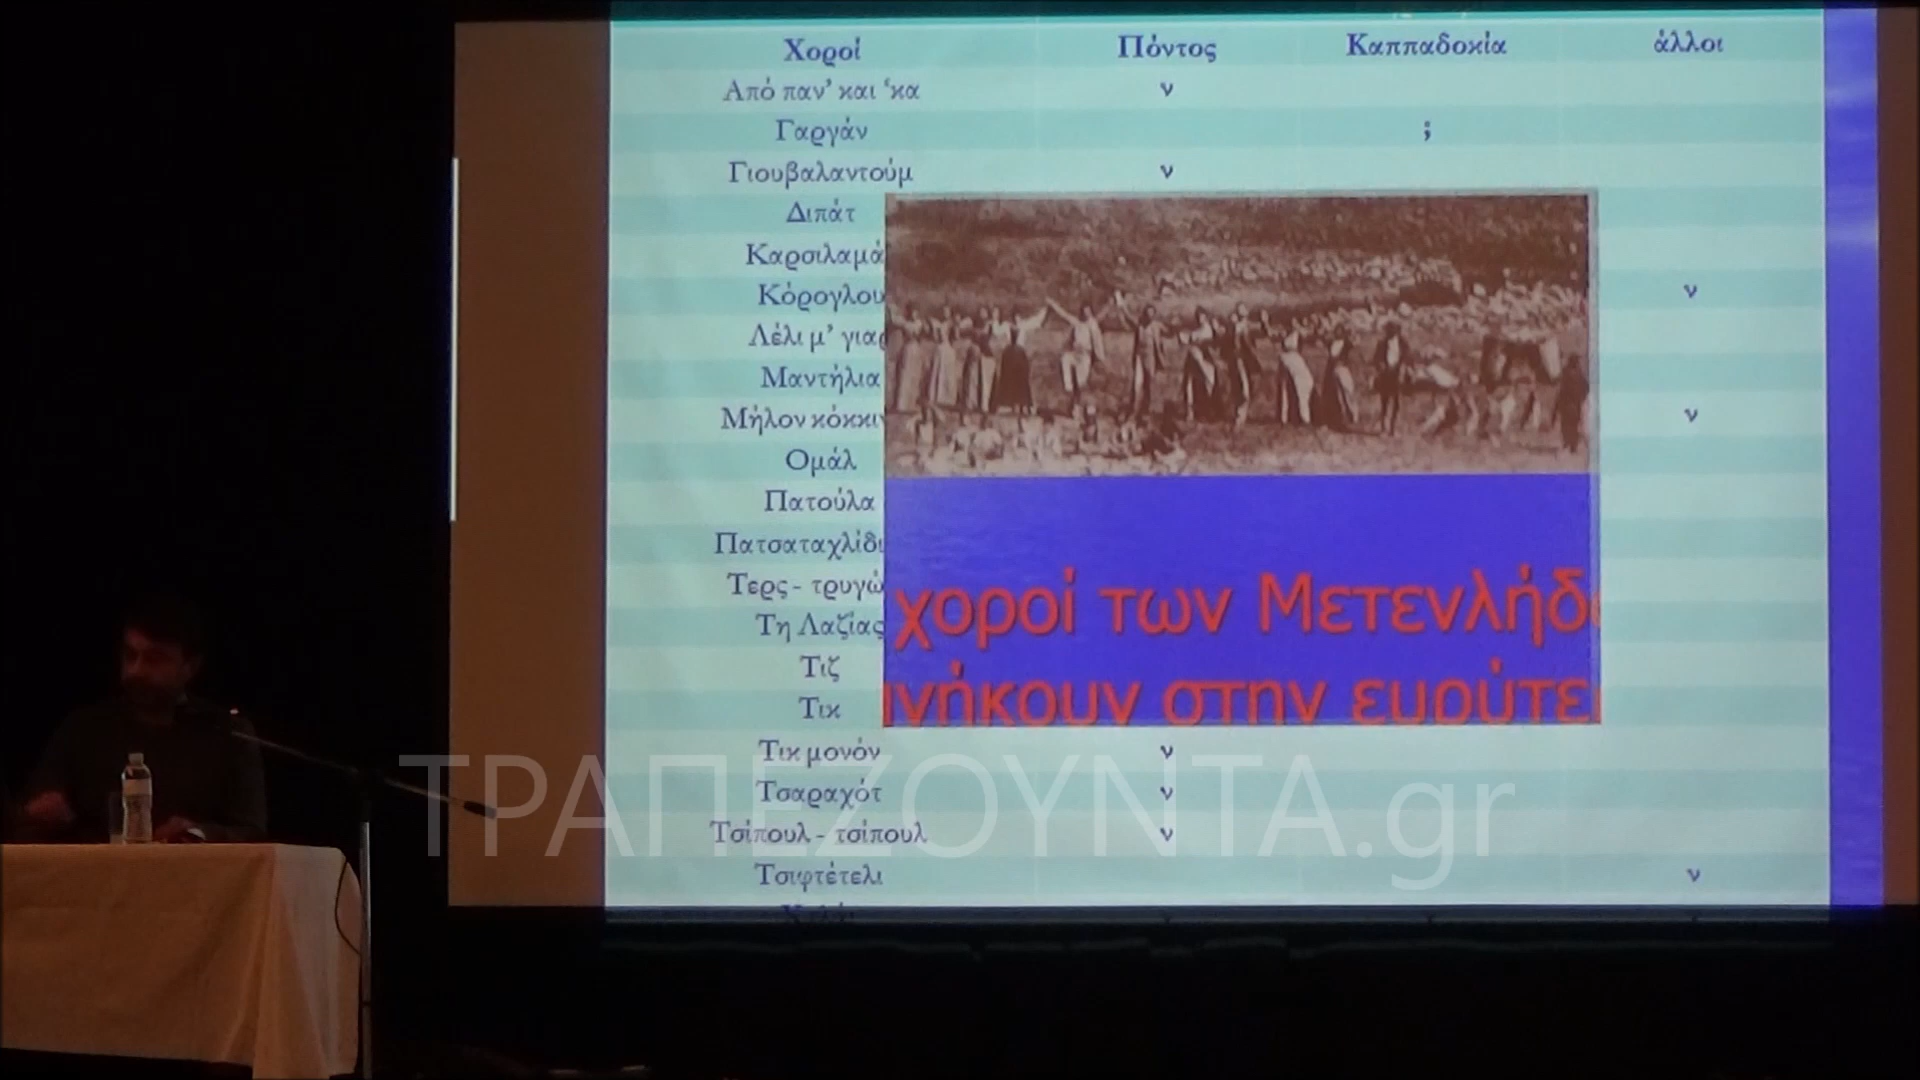 Χοροί Πόντος Καππαδοκία άλλοι
Από παν’ και ‘κα ν
Γαργάν ;
Γιουβαλαντούμ ν
Διπάτ
Καρσιλαμά
Κόρογλου ν
Λέλι μ’ για
Μαντήλια
Μήλον κόκκι ν
Ομάλ
Πατούλα
Πατσαταχλίδι
Τερς - τρυγώ
Τη Λαζίας
Τιζ
Τικ
χοροί των Μετενλήδ
νήκουν στην ευρύτε
Τικ μονόν ν
Τσαραχότ ν
Τσίπουλ - τσίπουλ ν
Τσιφτέτελι ν
ΤΡΑΠΕΖΟΥΝΤΑ.gr